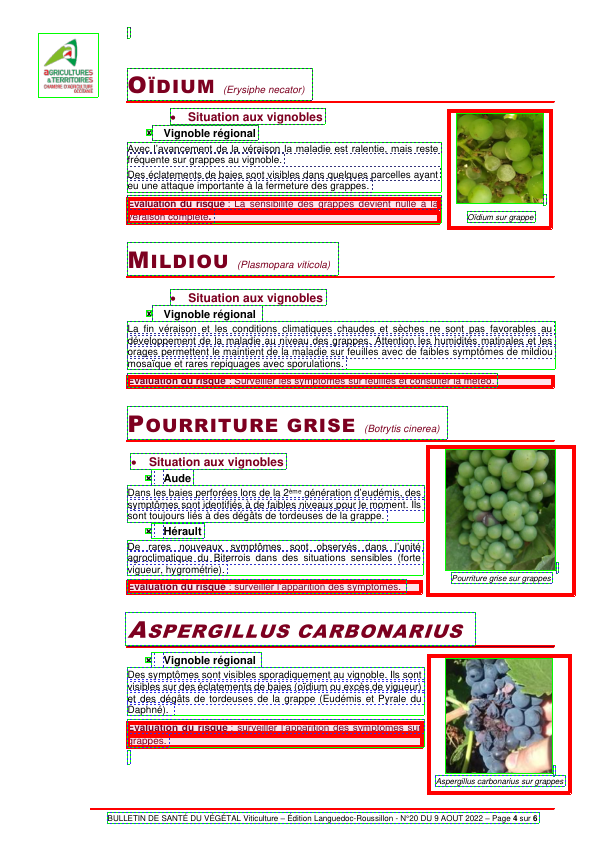 AGRICULTURES
& TERRITOIRES
CHAMBRE D'AGRICULTURE
OCCITANIE
OÏDIUM (Erysiphe necator)
• Situation aux vignobles
Vignoble régional
Avec l'avancement de la véraison la maladie est ralentie, mais reste
fréquente sur grappes au vignoble.
Des éclatements de baies sont visibles dans quelques parcelles ayant
eu une attaque importante à la fermeture des grappes.
Evaluation du risque : La sensibilité des grappes devient nulle à la
véraison complète.
Oïdium sur grappe
MILDIOU (Plasmopara viticola)
• Situation aux vignobles
Vignoble régional
La fin véraison et les conditions climatiques chaudes et sèches ne sont pas favorables au
développement de la maladie au niveau des grappes. Attention les humidités matinales et les
orages permettent le maintient de la maladie sur feuilles avec de faibles symptômes de mildiou
mosaïque et rares repiquages avec sporulations.
Evaluation du risque : Surveiller les symptômes sur feuilles et consulter la météo.
POURRITURE GRISE (Botrytis cinerea)
• Situation aux vignobles
Aude
Dans les baies perforées lors de la 2ème génération d'eudémis, des
symptômes sont identifiés à de faibles niveaux pour le moment. Ils
sont toujours liés à des dégâts de tordeuses de la grappe.
Hérault
De rares nouveaux symptômes sont observés dans l'unité
agroclimatique du Biterrois dans des situations sensibles (forte
vigueur, hygrométrie).
Evaluation du risque : surveiller l'apparition des symptômes.
Pourriture grise sur grappes
ASPERGILLUS CARBONARIUS
Vignoble régional
Des symptômes sont visibles sporadiquement au vignoble. Ils sont
visibles sur des éclatements de baies (oïdium ou excès de vigueur)
et des dégâts de tordeuses de la grappe (Eudémis et Pyrale du
Daphné).
Evaluation du risque : surveiller l'apparition des symptômes sur
grappes.
Aspergillus carbonarius sur grappes
BULLETIN DE SANTÉ DU VÉGÉTAL Viticulture – Édition Languedoc-Roussillon - N°20 DU 9 AOUT 2022 – Page 4 sur 6